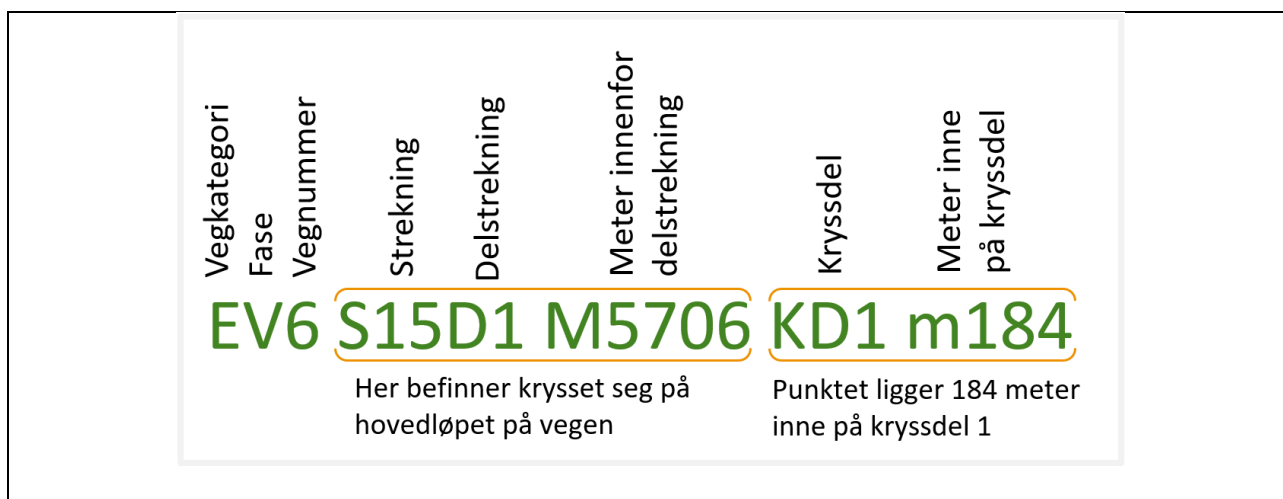 Vegkategori
Fase
Vegnummer
Strekning
Delstrekning
Meter innenfor
delstrekning
Kryssdel
Meter inne
på kryssdel
EV6 S15D1 M5706 KD1 m184
Her befinner krysset seg på
hovedløpet på vegen
Punktet ligger 184 meter
inne på kryssdel 1